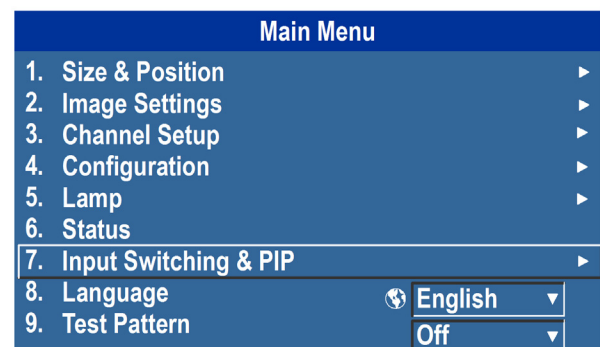 Main Menu
1. Size & Position
2. Image Settings
3. Channel Setup
4. Configuration
5. Lamp
6. Status
7. Input Switching & PIP
8. Language English
9. Test Pattern Off